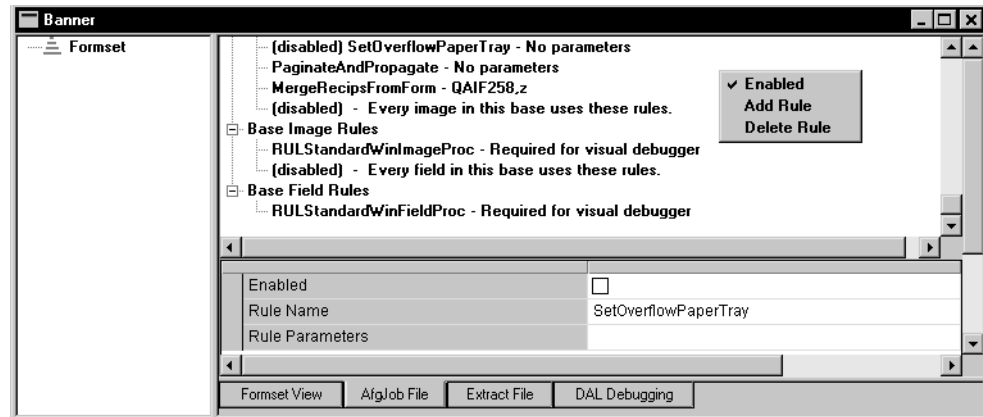 Banner
Formset
(disabled) SetOverflowPaperTray - No parameters
PaginateAndPropagate - No parameters
MergeRecipsFromForm - QAIF258,z
(disabled) - Every image in this base uses these rules.
Base Image Rules
RULStandardWinImageProc - Required for visual debugger
(disabled) - Every field in this base uses these rules.
Base Field Rules
RULStandardWinFieldProc - Required for visual debugger
Enabled
Add Rule
Delete Rule
Enabled
Rule Name SetOverflowPaperTray
Rule Parameters
Formset View AfgJob File Extract File DAL Debugging